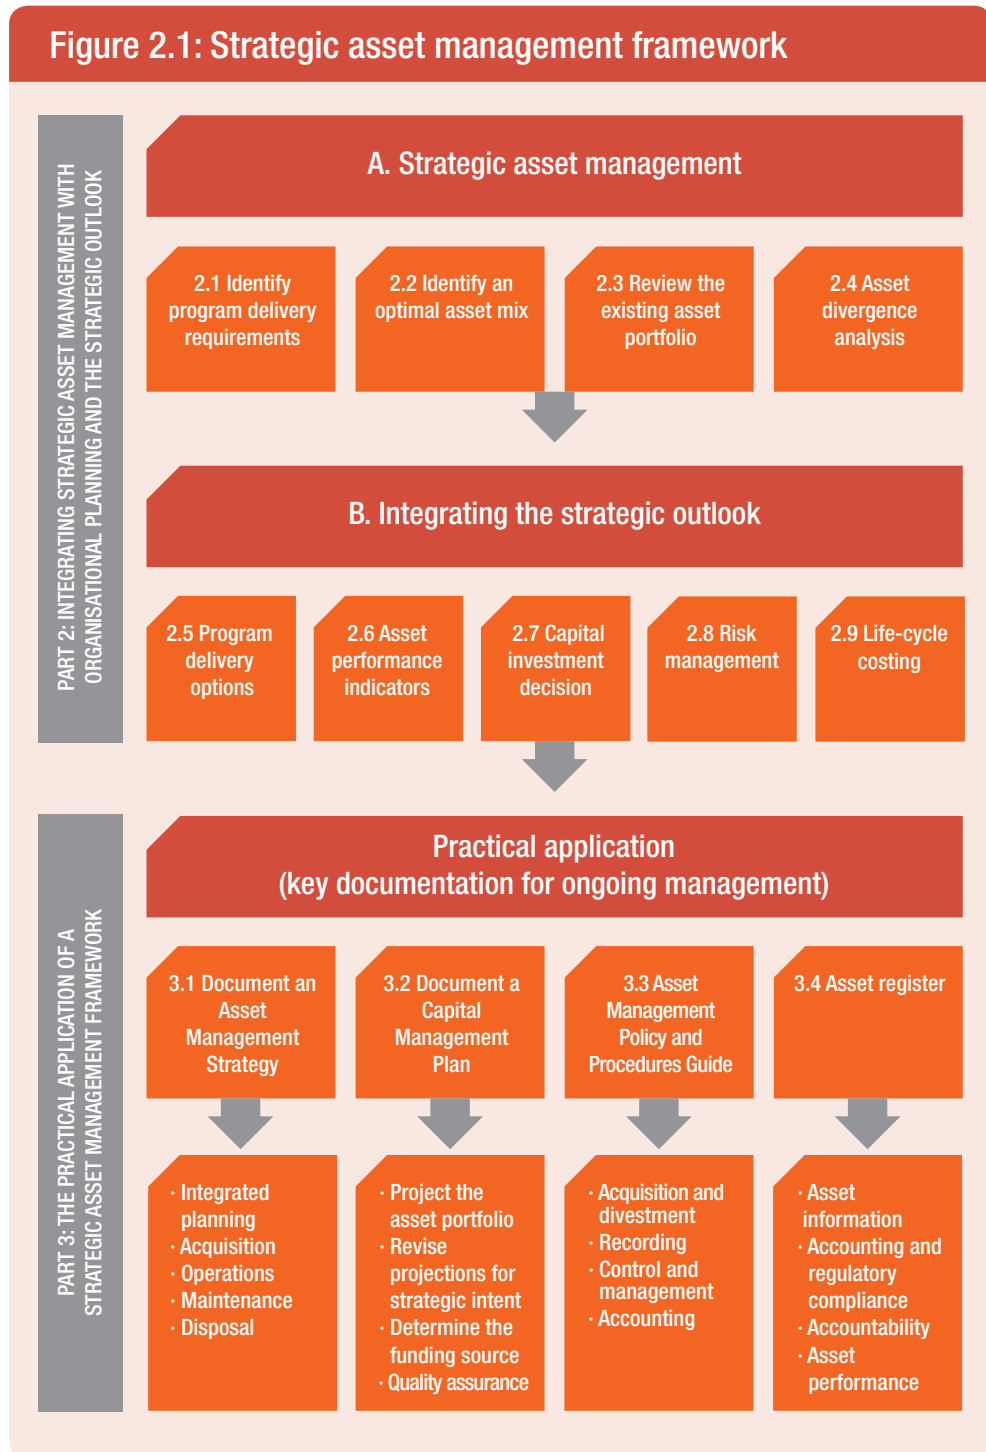 Figure 2.1: Strategic asset management framework
PART 2: INTEGRATING STRATEGIC ASSET MANAGEMENT WITH
ORGANISATIONAL PLANNING AND THE STRATEGIC OUTLOOK
A. Strategic asset management
2.1 Identify
program delivery
requirements
2.2 Identify an
optimal asset mix
2.3 Review the
existing asset
portfolio
2.4 Asset
divergence
analysis
B. Integrating the strategic outlook
2.5 Program
delivery
options
2.6 Asset
performance
indicators
2.7 Capital
investment
decision
2.8 Risk
management
2.9 Life-cycle
costing
PART 3: THE PRACTICAL APPLICATION OF A
STRATEGIC ASSET MANAGEMENT FRAMEWORK
Practical application
(key documentation for ongoing management)
3.1 Document an
Asset
Management
Strategy
3.2 Document a
Capital
Management
Plan
3.3 Asset
Management
Policy and
Procedures Guide
3.4 Asset register
· Integrated
planning
· Acquisition
· Operations
· Maintenance
· Disposal
· Project the
asset portfolio
· Revise
projections for
strategic intent
· Determine the
funding source
· Quality assurance
· Acquisition and
divestment
· Recording
· Control and
management
· Accounting
· Asset
information
· Accounting and
regulatory
compliance
· Accountability
· Asset
performance